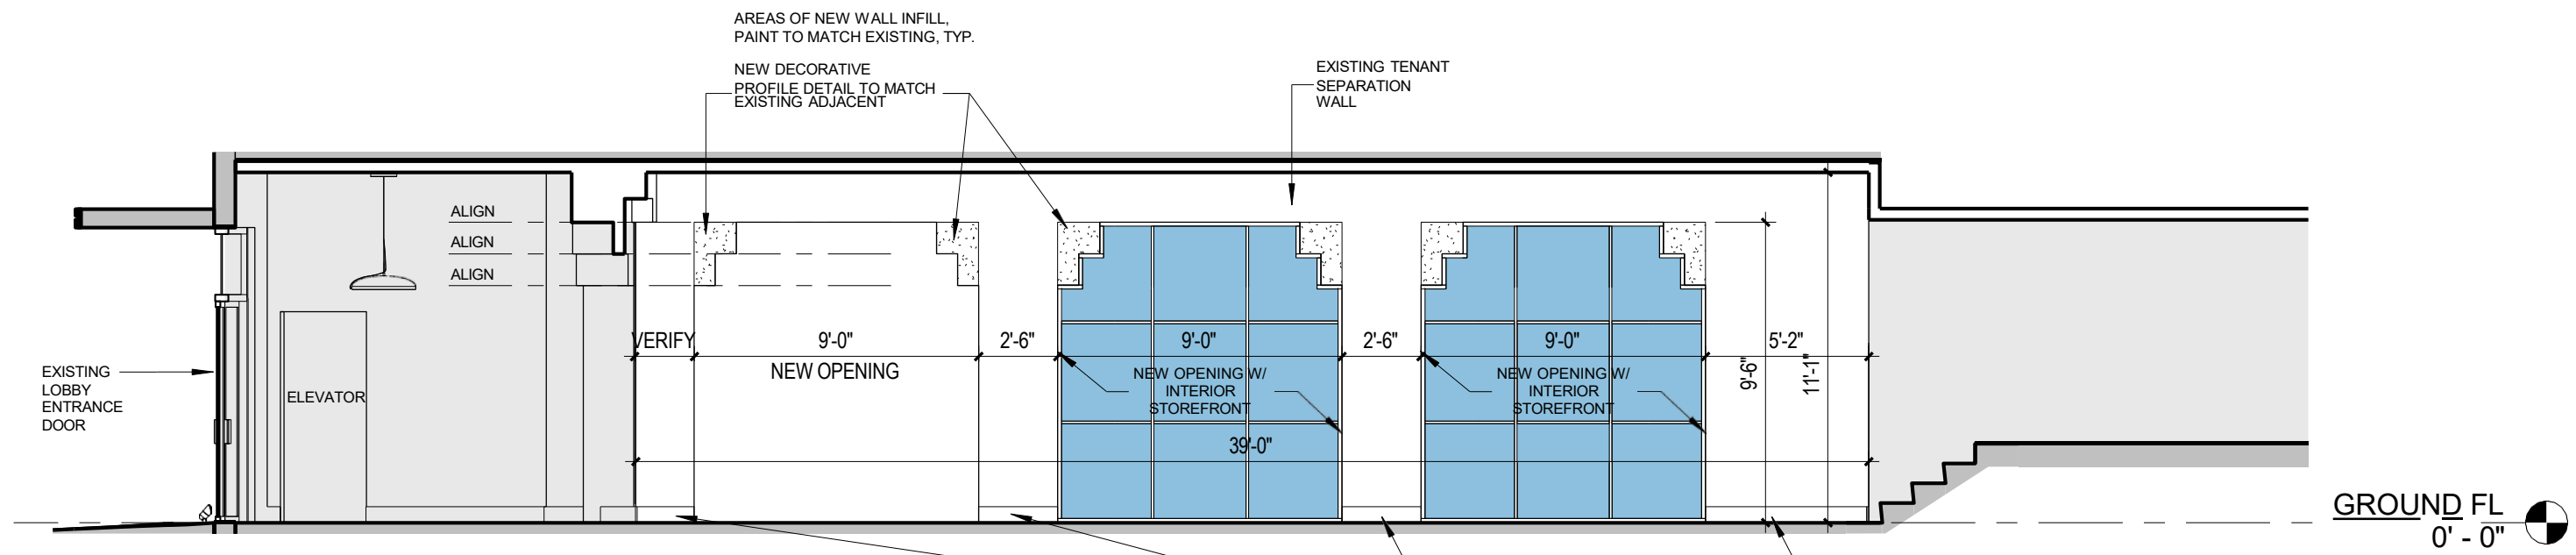 AREAS OF NEW WALL INFILL,
PAINT TO MATCH EXISTING, TYP.
NEW DECORATIVE
PROFILE DETAIL TO MATCH
EXISTING ADJACENT
EXISTING TENANT
SEPARATION
WALL
ALIGN
ALIGN
ALIGN
VERIFY
9'-0"
2'-6"
9'-0"
2'-6"
9'-0"
5'-2"
NEW OPENING
9'-6"
11'-1"
NEW OPENING W/
INTERIOR
STOREFRONT
NEW OPENING W/
INTERIOR
STOREFRONT
EXISTING
LOBBY
ENTRANCE
DOOR
ELEVATOR
39'-0"
GROUND FL
0' - 0"